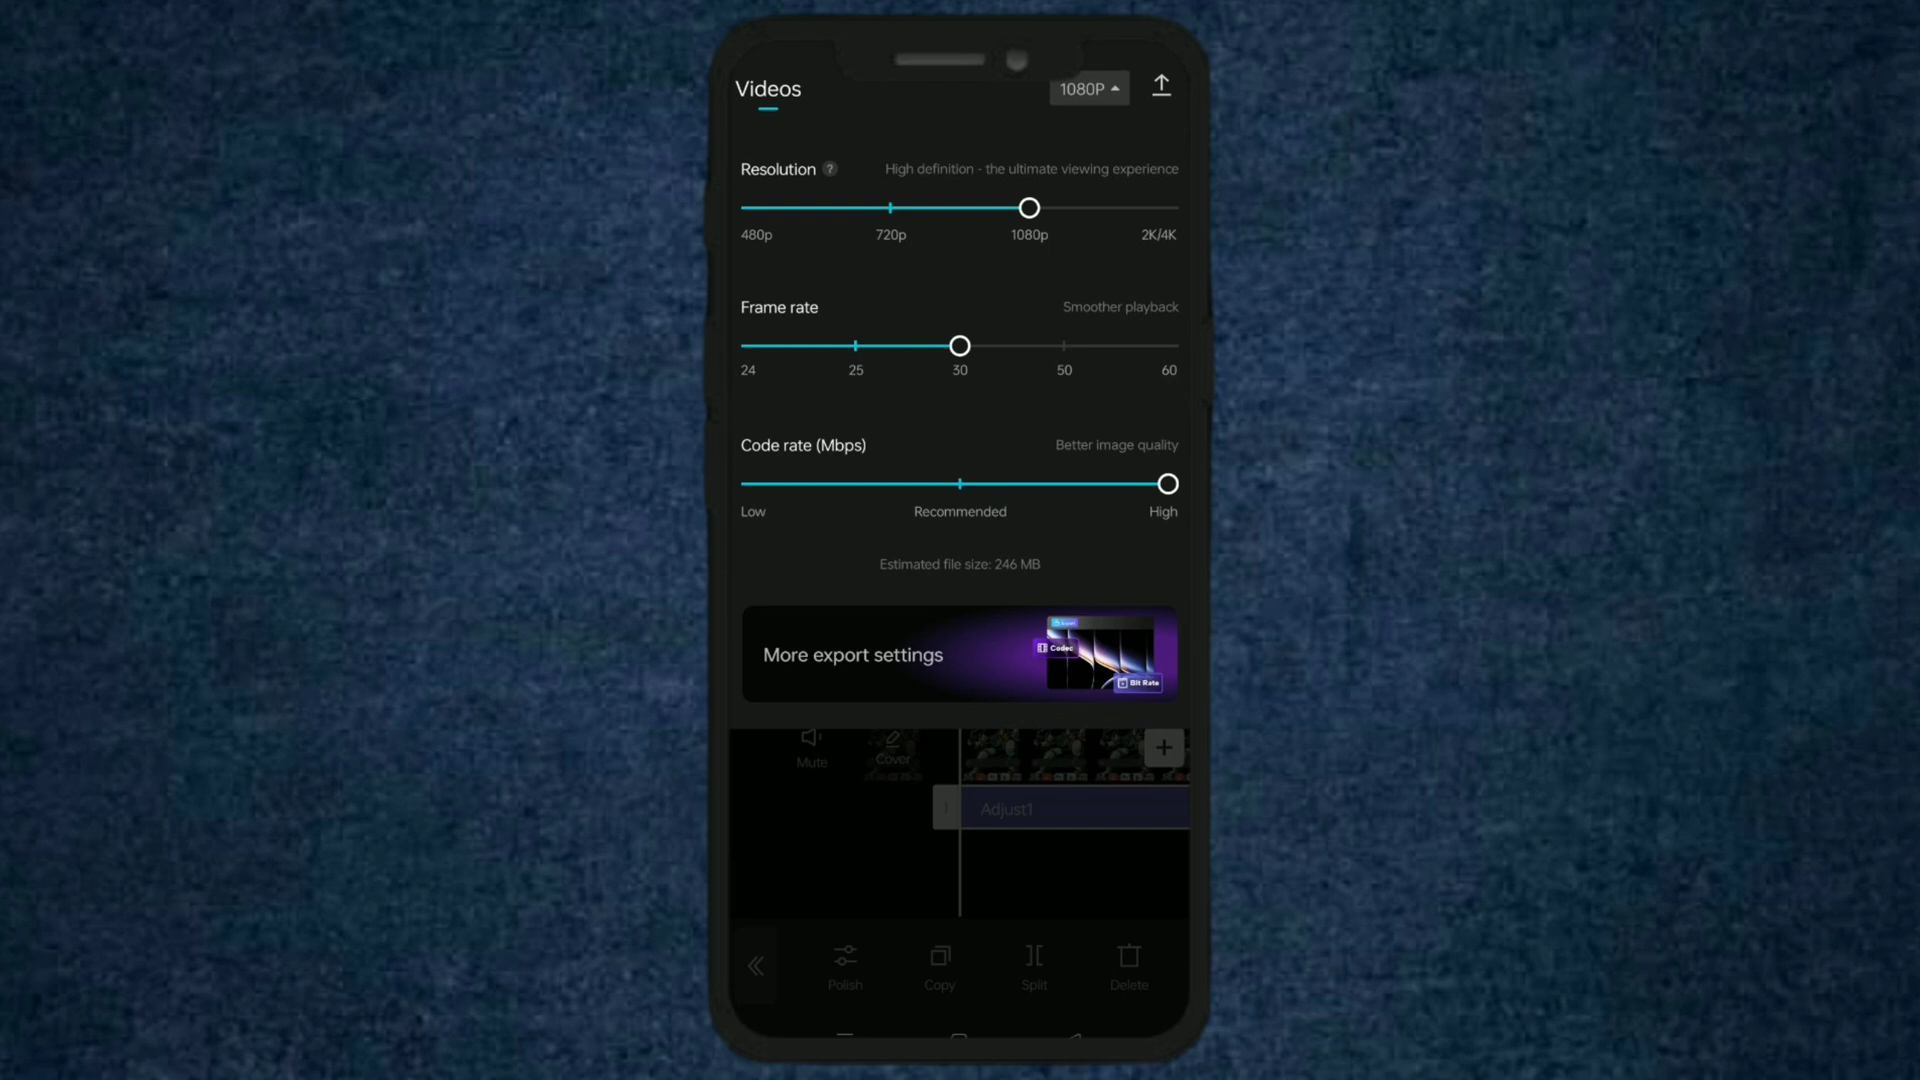 Videos
1080P
Resolution ? High definition - the ultimate viewing experience
480p 720p 1080p 2K/4K
Frame rate Smoother playback
24 25 30 50 60
Code rate (Mbps) Better image quality
Low Recommended High
Estimated file size: 246 MB
Export
Codec
More export settings
Bit Rate
Mute Cover
Adjust1
Polish Copy Split Delete